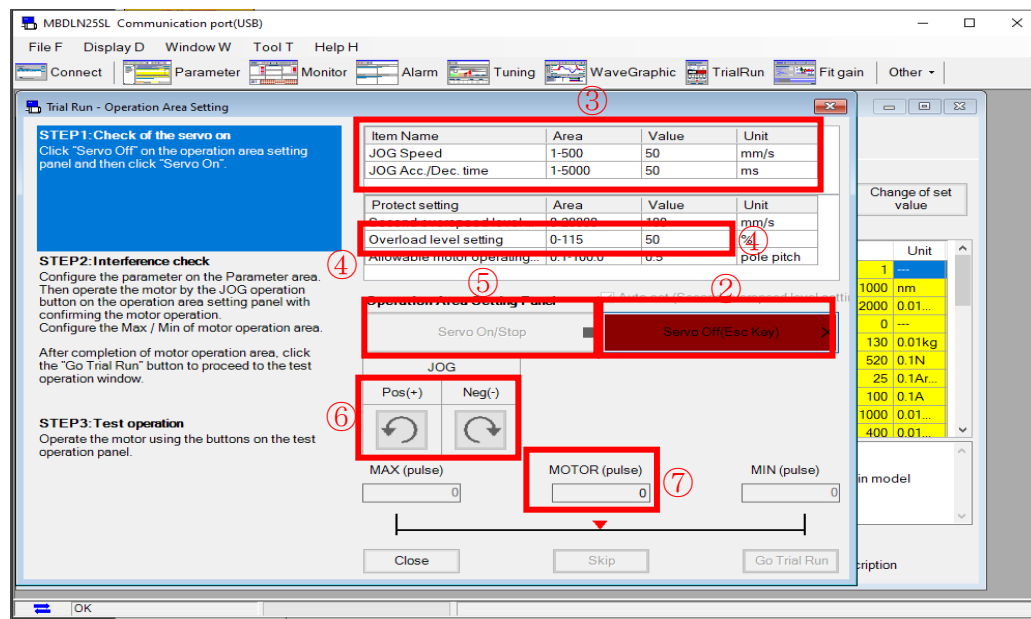 MBDLN25SL Communication port(USB)
File F Display D Window W Tool T Help H
Connect Parameter Monitor Alarm Tuning WaveGraphic TrialRun Fit gain Other
Trial Run - Operation Area Setting
③
STEP1:Check of the servo on
Click "Servo Off" on the operation area setting
panel and then click "Servo On".
Item Name Area Value Unit
JOG Speed 1-500 50 mm/s
JOG Acc./Dec. time 1-5000 50 ms
Protect setting Area Value Unit
Second overspeed level 0-20000 100 mm/s
Overload level setting 0-115 50 %
④
④
Allowable motor operating... 0.1-100.0 0.5 pole pitch
STEP2:Interference check
Configure the parameter on the Parameter area.
Then operate the motor by the JOG operation
button on the operation area setting panel with
confirming the motor operation.
Configure the Max / Min of motor operation area.
After completion of motor operation area, click
the "Go Trial Run" button to proceed to the test
operation window.
STEP3:Test operation
Operate the motor using the buttons on the test
operation panel.
⑤
②
Operation Area Setting Panel
Servo On/Stop
Servo Off(Esc Key)
JOG
Pos(+) Neg(-)
⑥
MAX (pulse) MOTOR (pulse) MIN (pulse)
0 0 0
⑦
Close Skip Go Trial Run
Change of set
value
Unit
1 ---
1000 nm
2000 0.01...
0 ---
130 0.01kg
520 0.1N
25 0.1Ar...
100 0.1A
1000 0.01...
400 0.01...
in model
cription
OK